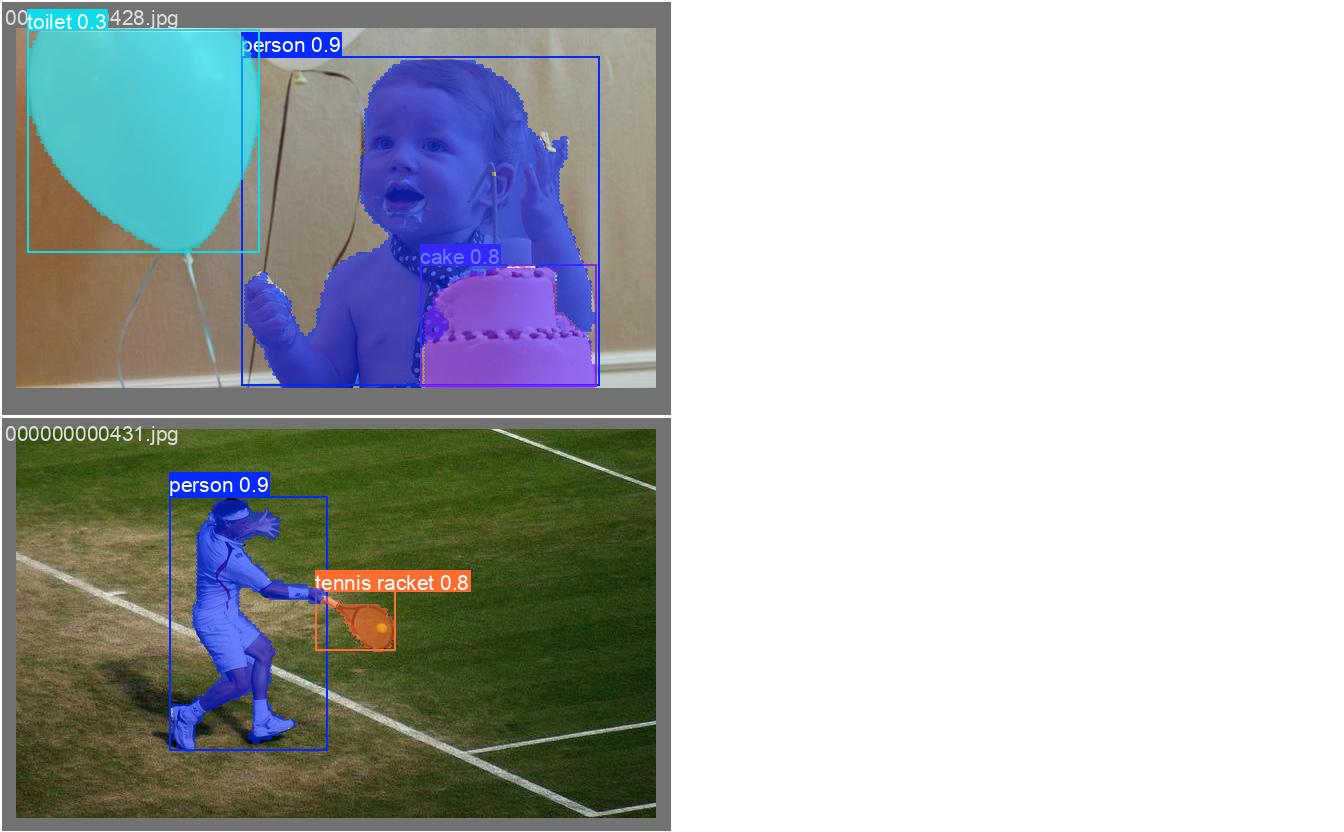 toilet 0.3
428.jpg
person 0.9
cake 0.8
000000000431.jpg
person 0.9
tennis racket 0.8